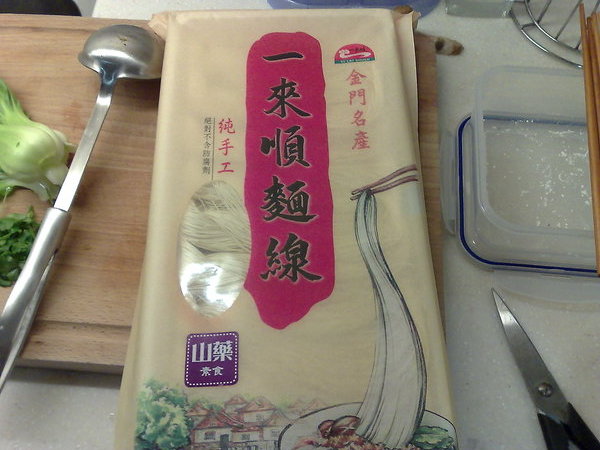 一來順麵線
金門名產
純手工
絕對不含防腐劑
山藥
素食